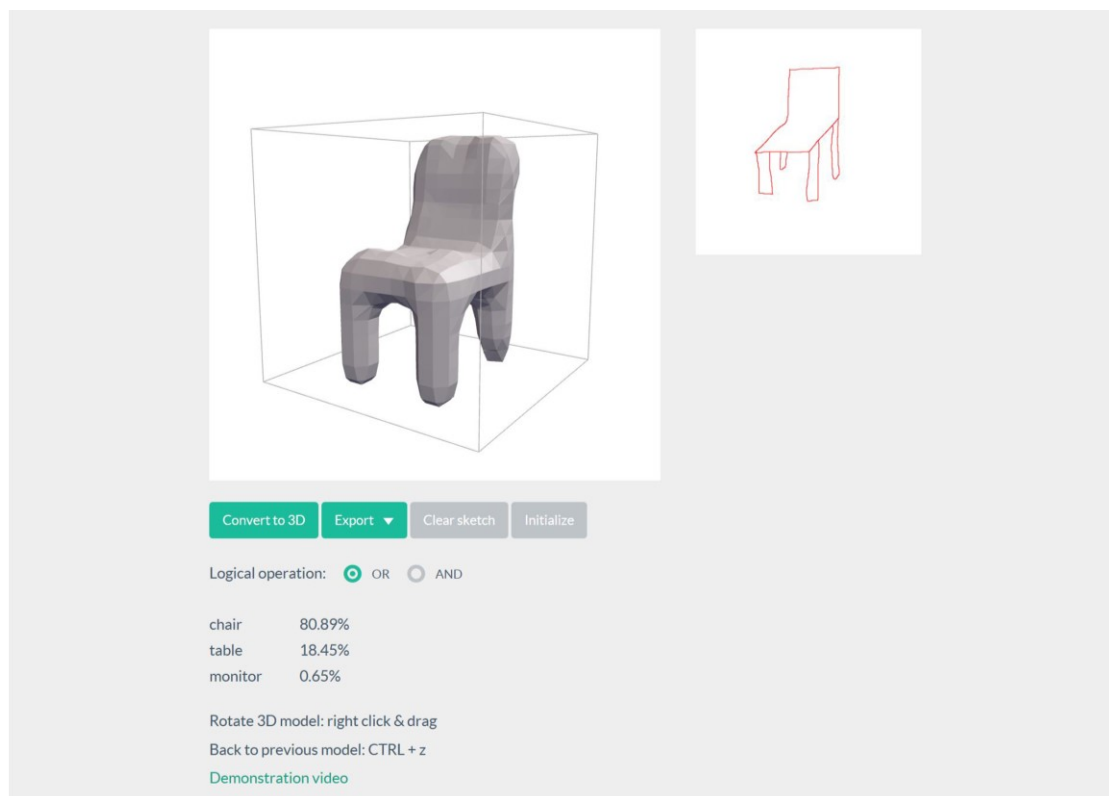 Convert to 3D Export Clear sketch Initialize
Logical operation: OR AND
chair 80.89%
table 18.45%
monitor 0.65%
Rotate 3D model: right click & drag
Back to previous model: CTRL + z
Demonstration video